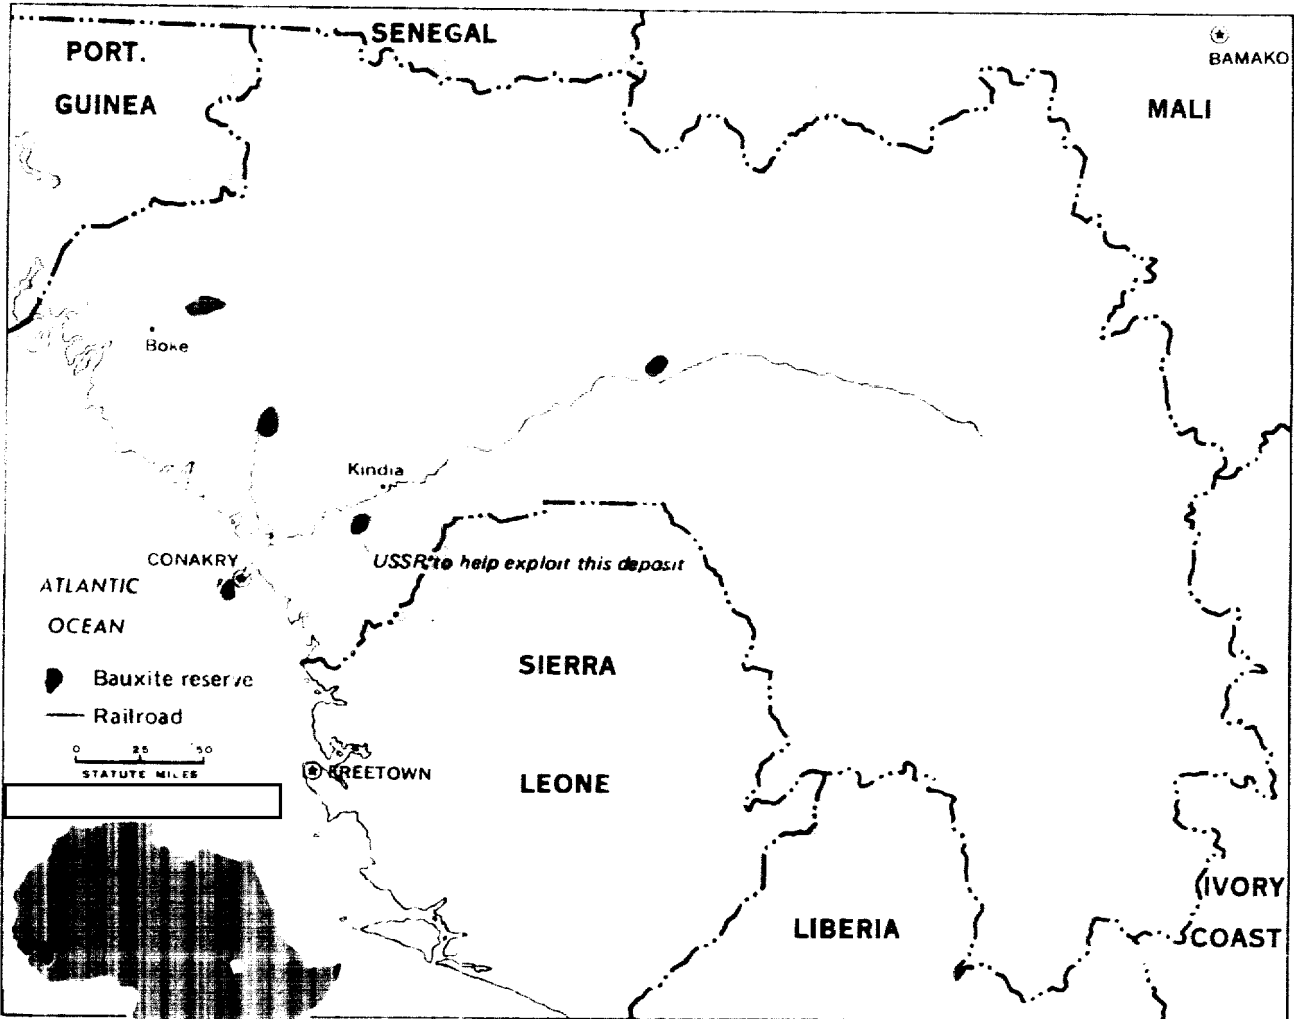 SENEGAL
PORT.
GUINEA
BAMAKO
MALI
Boke
Kindia
CONAKRY
USSR to help exploit this deposit
ATLANTIC
OCEAN
SIERRA
LEONE
Bauxite reserve
Railroad
0 25 50
STATUTE MILES
FREETOWN
LIBERIA
IVORY
COAST